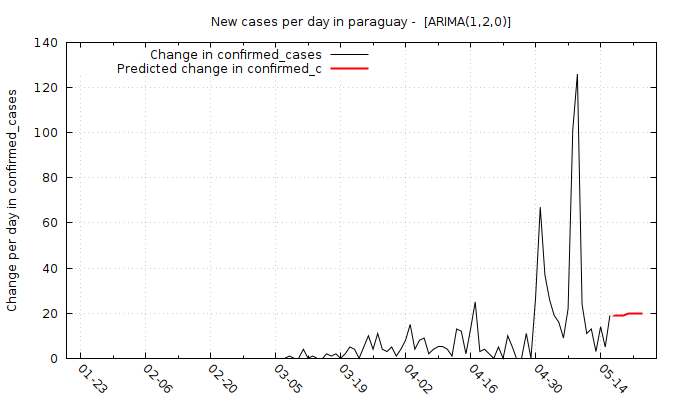 New cases per day in paraguay -  [ARIMA(1,2,0)]
Change in confirmed_cases
Predicted change in confirmed_c
Change per day in confirmed_cases
140
120
100
80
60
40
20
0
01-23 02-06 02-20 03-05 03-19 04-02 04-16 04-30 05-14